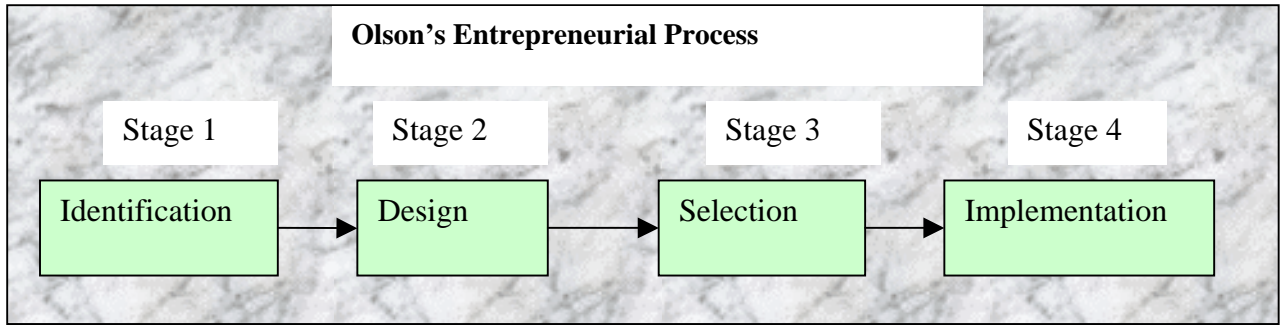 Olson’s Entrepreneurial Process
Stage 1 Stage 2 Stage 3 Stage 4
Identification Design Selection Implementation